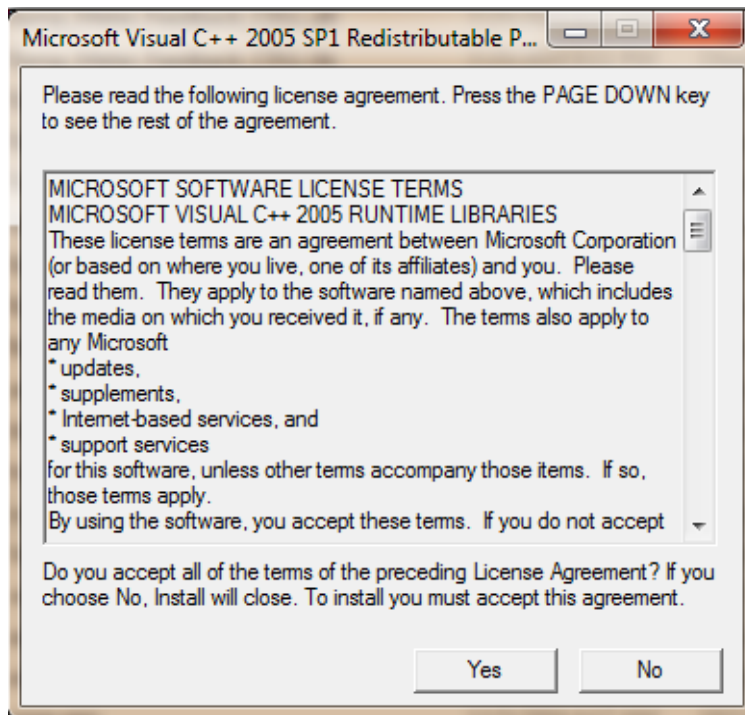 Microsoft Visual C++ 2005 SP1 Redistributable P...
Please read the following license agreement. Press the PAGE DOWN key
to see the rest of the agreement.
MICROSOFT SOFTWARE LICENSE TERMS
MICROSOFT VISUAL C++ 2005 RUNTIME LIBRARIES
These license terms are an agreement between Microsoft Corporation
(or based on where you live, one of its affiliates) and you.  Please
read them.  They apply to the software named above, which includes
the media on which you received it, if any.  The terms also apply to
any Microsoft
* updates,
* supplements,
* Internet-based services, and
* support services
for this software, unless other terms accompany those items.  If so,
those terms apply.
By using the software, you accept these terms.  If you do not accept
Do you accept all of the terms of the preceding License Agreement? If you
choose No, Install will close. To install you must accept this agreement.
Yes
No